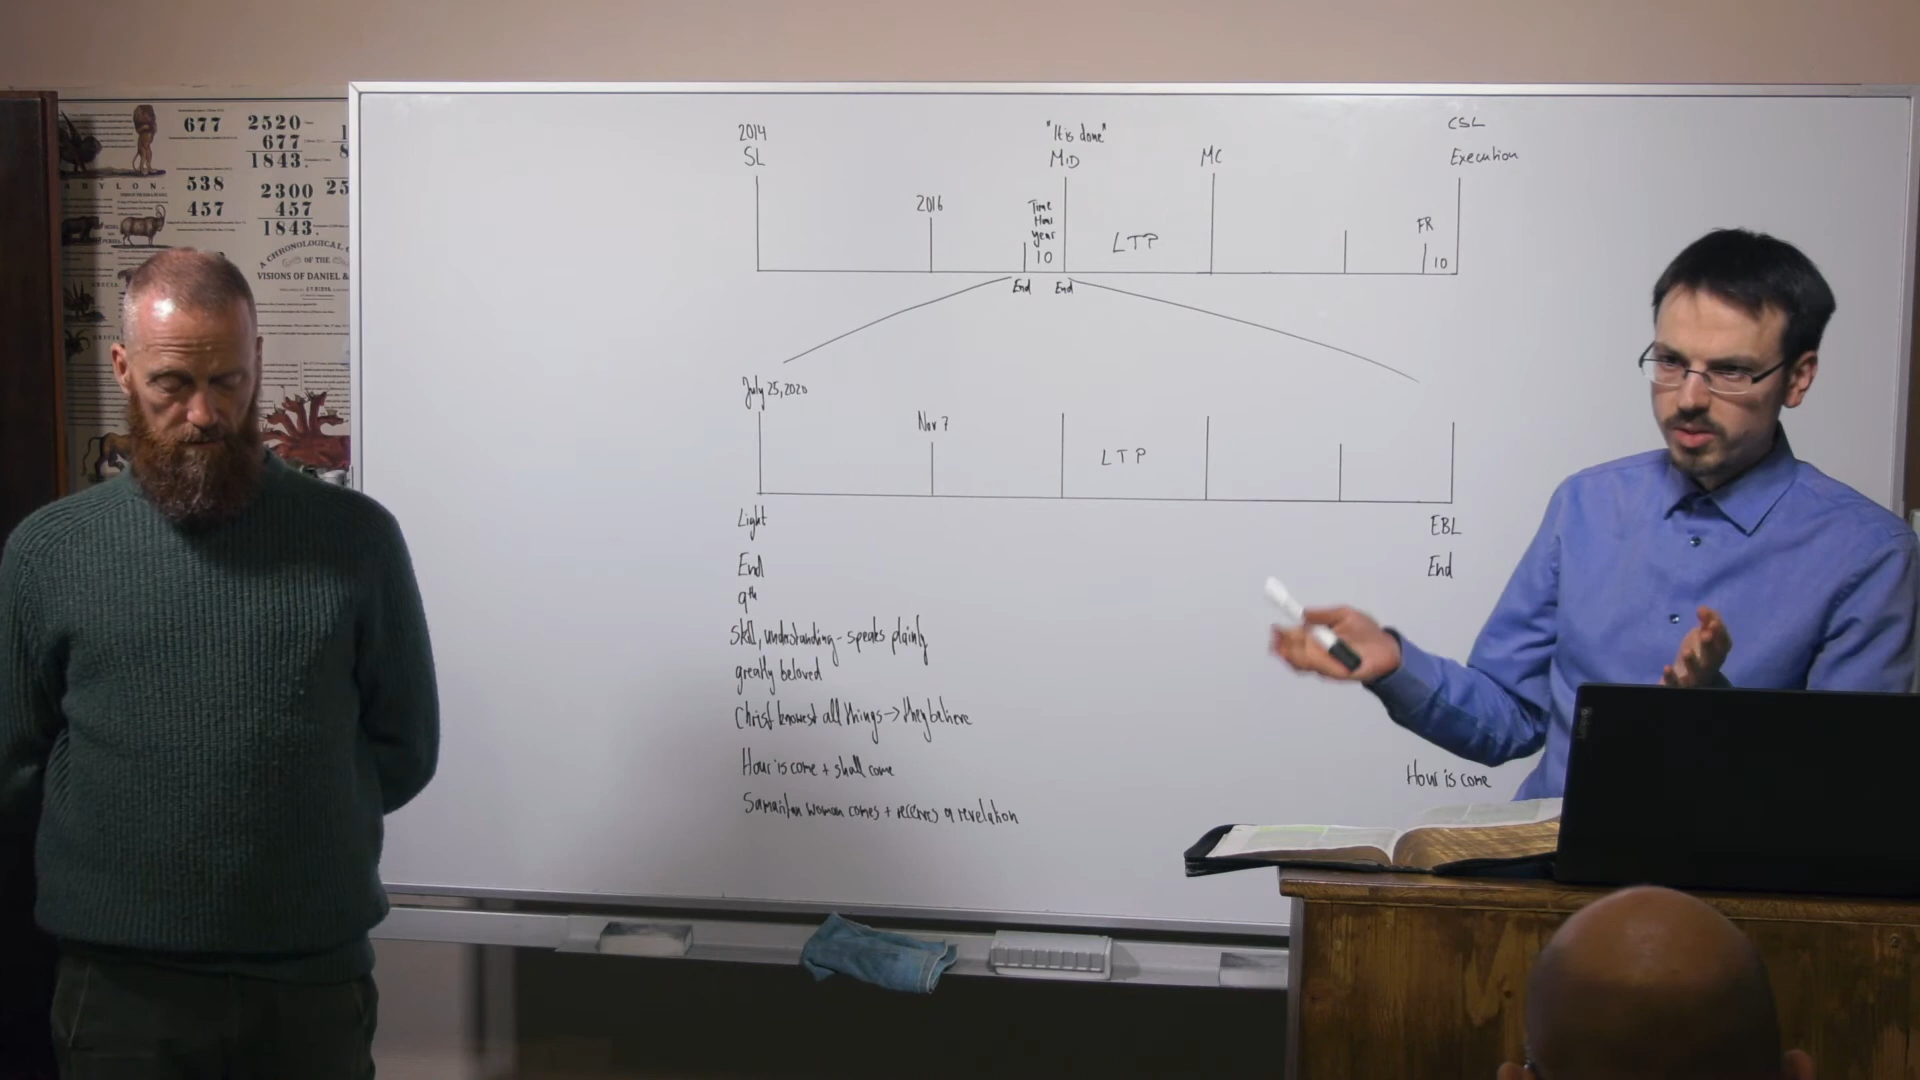 677
2520
677
1843.
538
457
2300
457
1843.
25
A CHRONOLOGICAL
OF THE
VISIONS OF DANIEL &
BABYLON.
2014
SL
2016
"It is done"
MID
Time
Hour
year
10
LTP
MC
FR
10
CSL
Execution
End
End
July 25, 2020
Nov 7
LTP
Light
EBL
End
End
9th
Skill, understanding - speaks plainly
greatly beloved
Christ knowest all things → they believe
Hour is come + shall come
Hour is come
Samaritan woman comes + receives a revelation